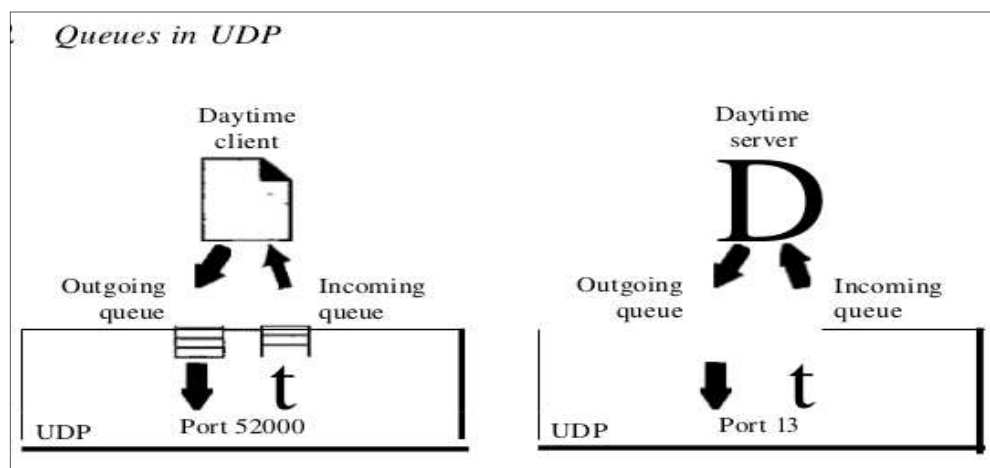 Queues in UDP
Daytime
client
Daytime
server
D
Outgoing
queue
Incoming
queue
Outgoing
queue
Incoming
queue
t
t
UDP
Port 52000
UDP
Port 13